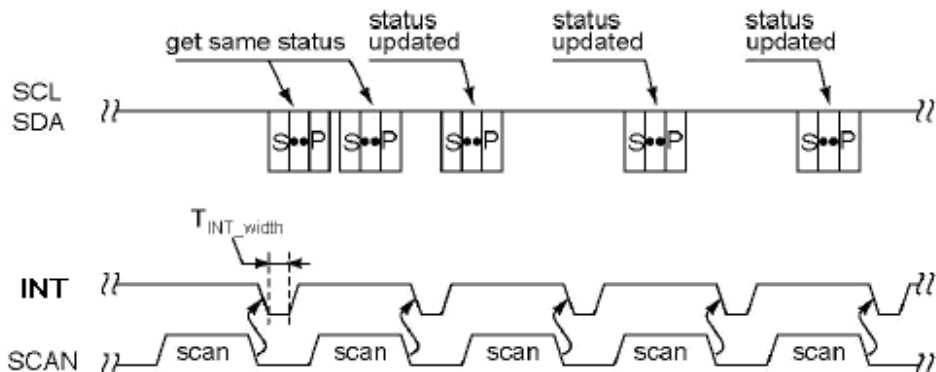 get same status
status
updated
status
updated
status
updated
SCL
SDA
S••P
S••P
S••P
S••P
S••P
TINT_width
INT
SCAN
scan
scan
scan
scan
scan